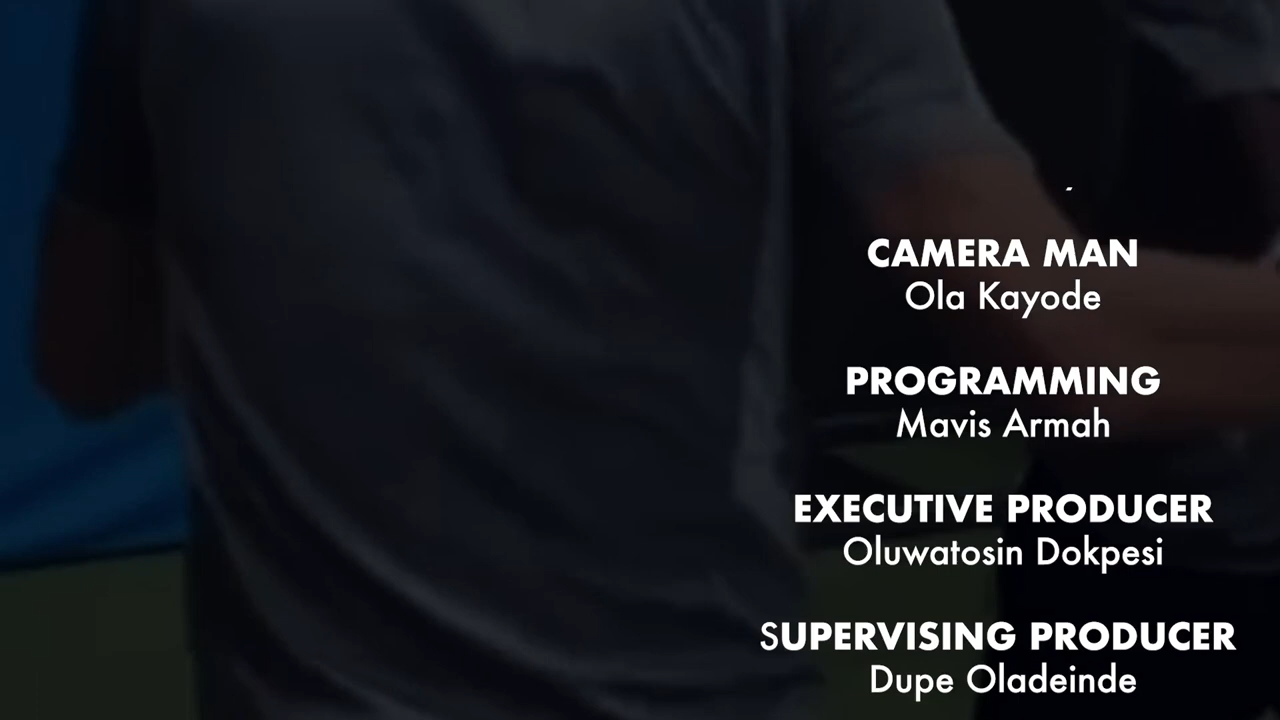 CAMERA MAN
Ola Kayode
PROGRAMMING
Mavis Armah
EXECUTIVE PRODUCER
Oluwatosin Dokpesi
SUPERVISING PRODUCER
Dupe Oladeinde